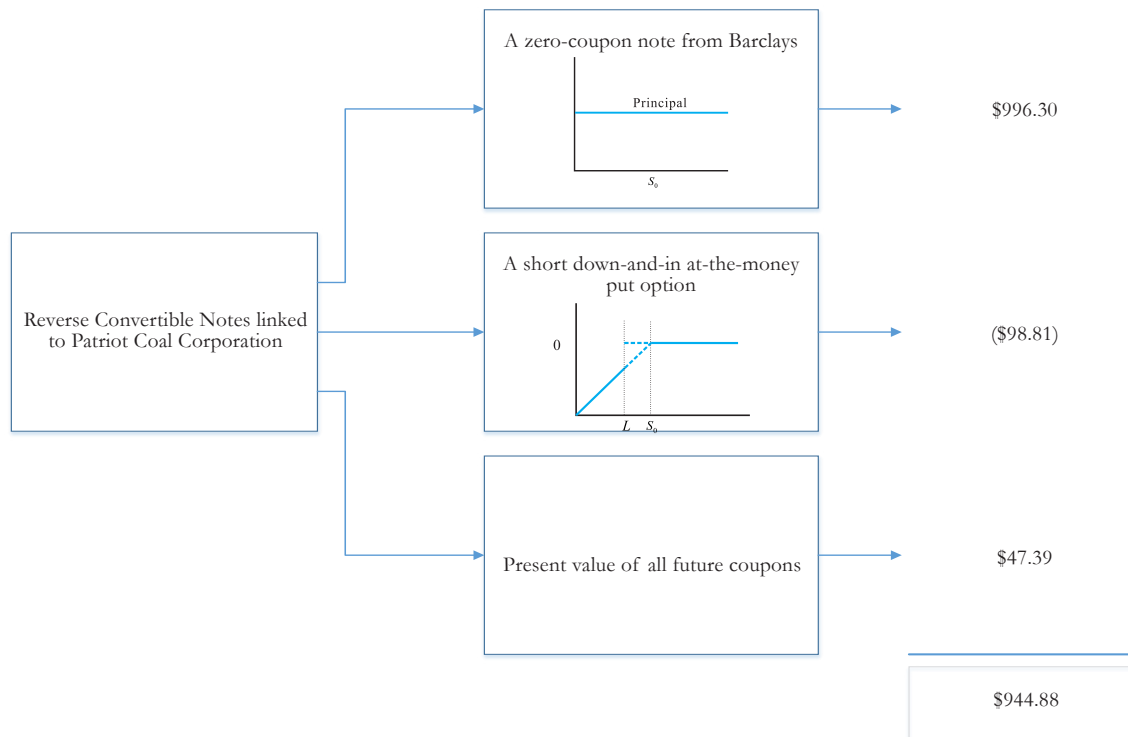 A zero-coupon note from Barclays
Principal
S₀
$996.30
Reverse Convertible Notes linked
to Patriot Coal Corporation
A short down-and-in at-the-money
put option
0
L S₀
($98.81)
Present value of all future coupons
$47.39
$944.88